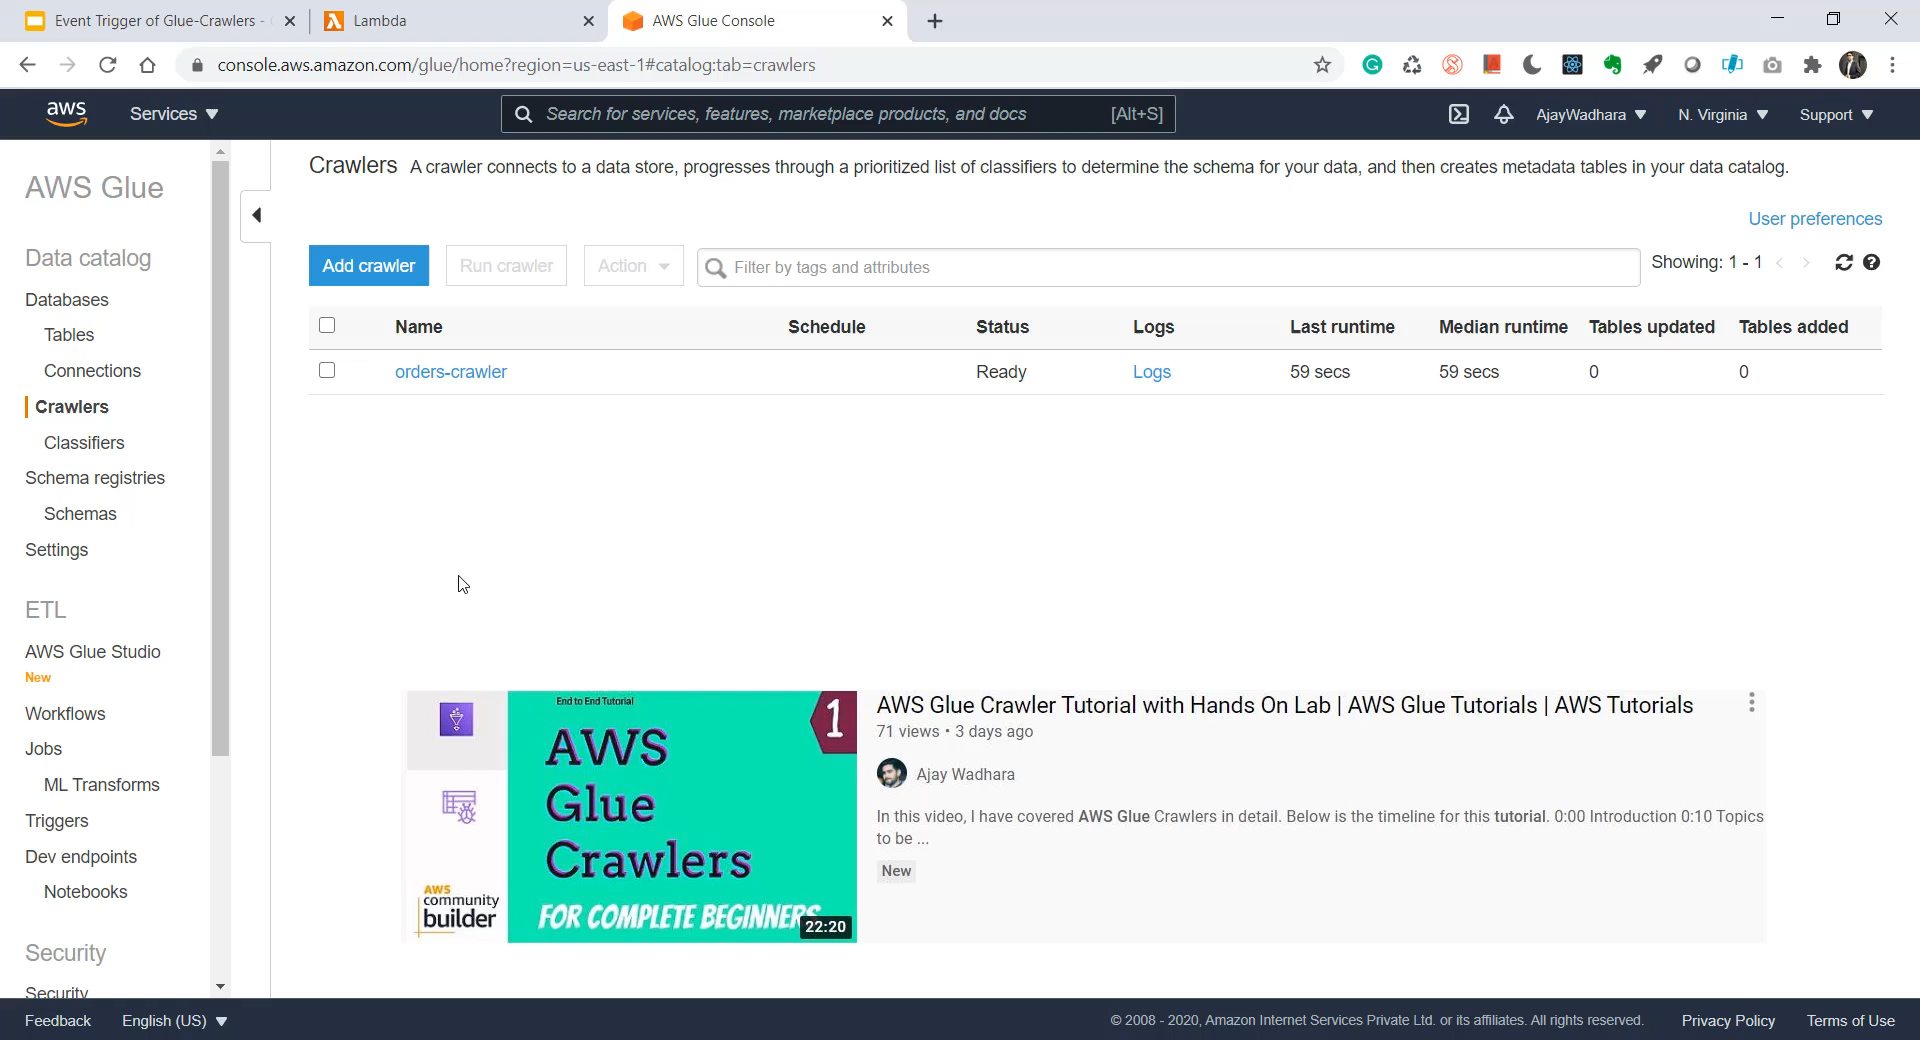 Event Trigger of Glue-Crawlers -
Lambda
AWS Glue Console
console.aws.amazon.com/glue/home?region=us-east-1#catalog:tab=crawlers
aws
Services
Search for services, features, marketplace products, and docs [Alt+S]
AjayWadhara
N. Virginia
Support
AWS Glue
Data catalog
Databases
Tables
Connections
Crawlers
Classifiers
Schema registries
Schemas
Settings
ETL
AWS Glue Studio
New
Workflows
Jobs
ML Transforms
Triggers
Dev endpoints
Notebooks
Security
Security
Crawlers A crawler connects to a data store, progresses through a prioritized list of classifiers to determine the schema for your data, and then creates metadata tables in your data catalog.
User preferences
Add crawler
Run crawler
Action
Filter by tags and attributes
Showing: 1 - 1
Name Schedule Status Logs Last runtime Median runtime Tables updated Tables added
orders-crawler Ready Logs 59 secs 59 secs 0 0
End to End Tutorial
1
AWS
Glue
Crawlers
FOR COMPLETE BEGINNERS
AWS
community
builder
22:20
AWS Glue Crawler Tutorial with Hands On Lab | AWS Glue Tutorials | AWS Tutorials
71 views • 3 days ago
Ajay Wadhara
In this video, I have covered AWS Glue Crawlers in detail. Below is the timeline for this tutorial. 0:00 Introduction 0:10 Topics
to be ...
New
Feedback
English (US)
© 2008 - 2020, Amazon Internet Services Private Ltd. or its affiliates. All rights reserved.
Privacy Policy
Terms of Use